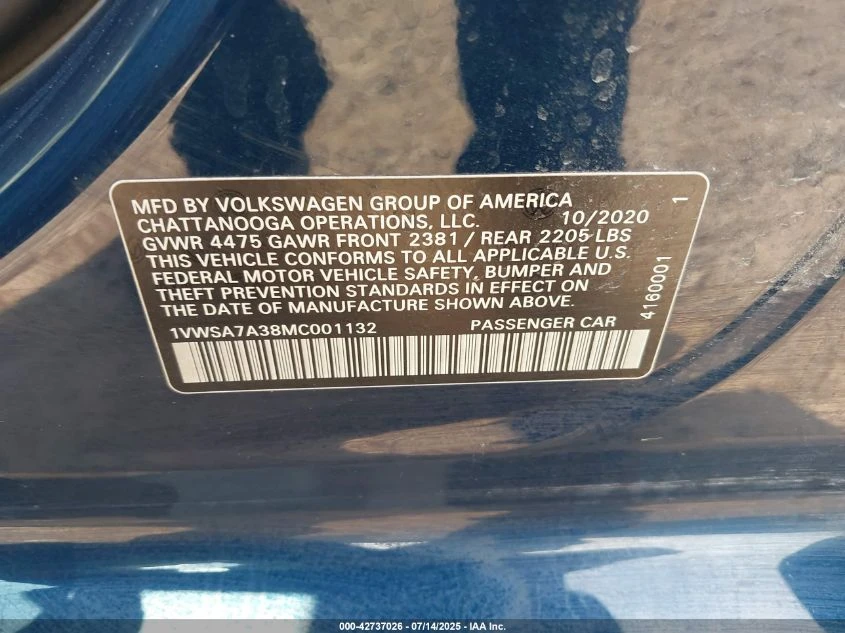 MFD BY VOLKSWAGEN GROUP OF AMERICA
CHATTANOOGA OPERATIONS, LLC. 10/2020
GVWR 4475 GAWR FRONT 2381 / REAR 2205 LBS
THIS VEHICLE CONFORMS TO ALL APPLICABLE U.S.
FEDERAL MOTOR VEHICLE SAFETY, BUMPER AND
THEFT PREVENTION STANDARDS IN EFFECT ON
THE DATE OF MANUFACTURE SHOWN ABOVE.
1VWSA7A38MC001132 PASSENGER CAR
4160001 1
000-42737026 - 07/14/2025 - IAA Inc.